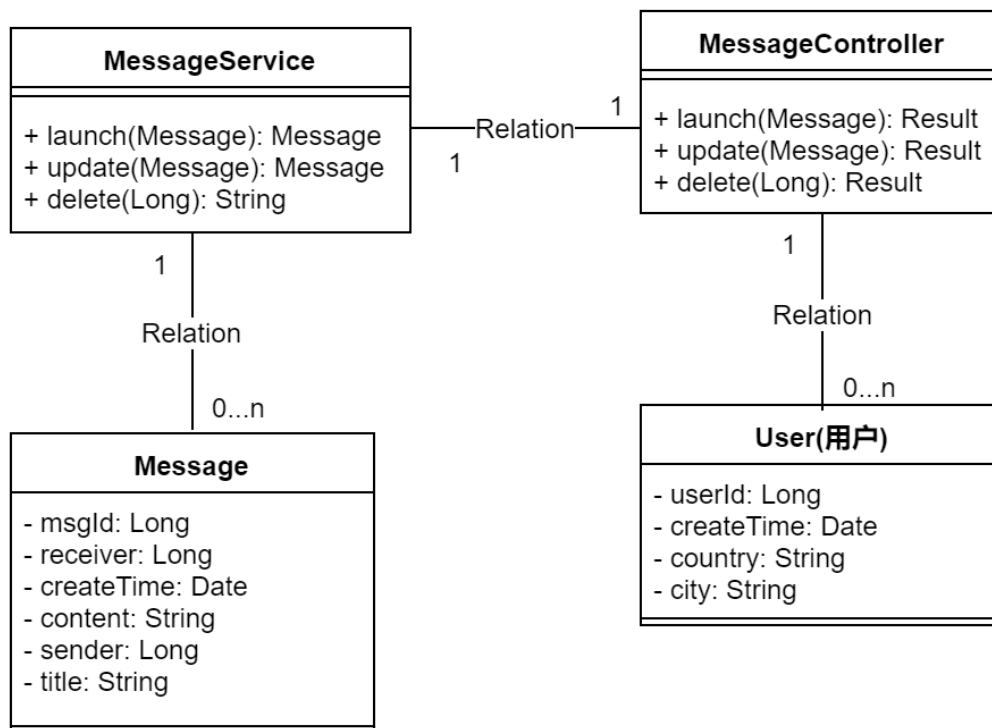 MessageService
+ launch(Message): Message
+ update(Message): Message
+ delete(Long): String
MessageController
+ launch(Message): Result
+ update(Message): Result
+ delete(Long): Result
1
Relation
1
1
Relation
0...n
1
Relation
0...n
Message
- msgId: Long
- receiver: Long
- createTime: Date
- content: String
- sender: Long
- title: String
User(用户)
- userId: Long
- createTime: Date
- country: String
- city: String